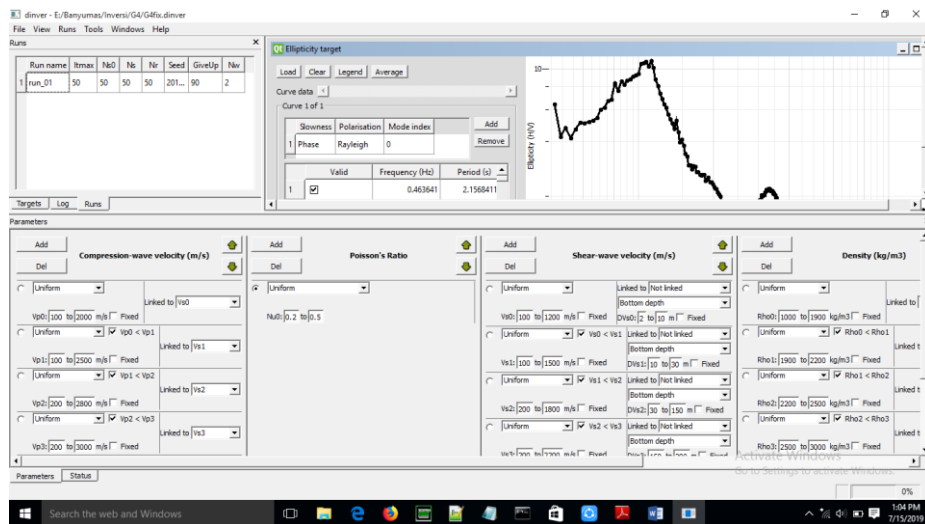 dinver - E:/Banyumas/Inversi/G4/G4fix.dinver
File View Runs Tools Windows Help
Runs
Run name Itmax Ns0 Ns Nr Seed GiveUp Nw
1 run_01 50 50 50 50 201... 90 2
Targets Log Runs
Qt Ellipticity target
Load Clear Legend Average
Curve data
Curve 1 of 1
Slowness Polarisation Mode index
1 Phase Rayleigh 0
Add
Remove
Valid Frequency (Hz) Period (s)
1 0.463641 2.1568411
10
Ellipticity (H/V)
Parameters
Add
Del
Compression-wave velocity (m/s)
Uniform
Linked to Vs0
Vp0: 100 to 2000 m/s Fixed
Uniform Vp0 < Vp1
Linked to Vs1
Vp1: 100 to 2500 m/s Fixed
Uniform Vp1 < Vp2
Linked to Vs2
Vp2: 200 to 2800 m/s Fixed
Uniform Vp2 < Vp3
Linked to Vs3
Vp3: 200 to 3000 m/s Fixed
Add
Del
Poisson's Ratio
Uniform
Nu0: 0.2 to 0.5
Add
Del
Shear-wave velocity (m/s)
Uniform Linked to Not linked
Bottom depth
Vs0: 100 to 1200 m/s Fixed DVs0: 2 to 10 m Fixed
Uniform Vs0 < Vs1 Linked to Not linked
Bottom depth
Vs1: 100 to 1500 m/s Fixed DVs1: 10 to 30 m Fixed
Uniform Vs1 < Vs2 Linked to Not linked
Bottom depth
Vs2: 200 to 1800 m/s Fixed DVs2: 30 to 150 m Fixed
Uniform Vs2 < Vs3 Linked to Not linked
Bottom depth
Add
Del
Density (kg/m3)
Uniform
Linked to
Rho0: 1000 to 1900 kg/m3 Fixed
Uniform Rho0 < Rho1
Linked t
Rho1: 1900 to 2200 kg/m3 Fixed
Uniform Rho1 < Rho2
Linked t
Rho2: 2200 to 2500 kg/m3 Fixed
Uniform Rho2 < Rho3
Linked t
Rho3: 2500 to 3000 kg/m3 Fixed
Activate Windows
Go to Settings to activate Windows.
Parameters Status
0%
Search the web and Windows
1:04 PM
7/15/2019